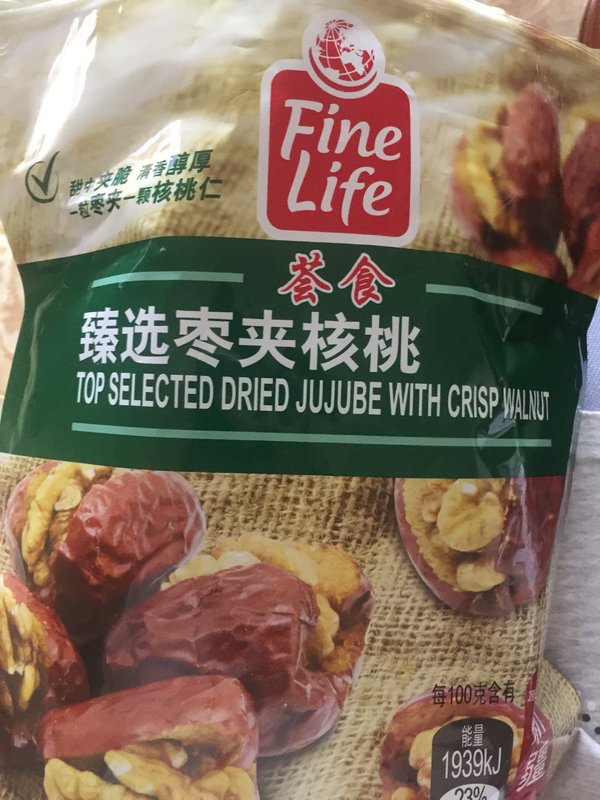 Fine
Life
甜中夹脆 清香醇厚
一粒枣夹一颗核桃仁
荟食
臻选枣夹核桃
TOP SELECTED DRIED JUJUBE WITH CRISP WALNUT
每100克含有
能量
1939kJ
23%
疆